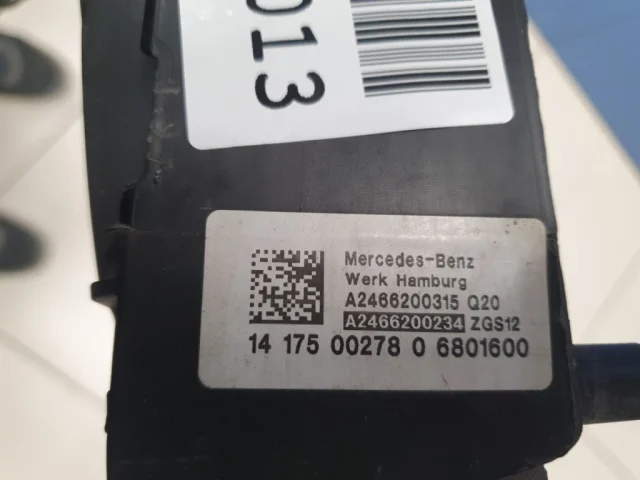 013
Mercedes-Benz
Werk Hamburg
A2466200315 Q20
A2466200234 ZGS12
14 175 00278 0 6801600